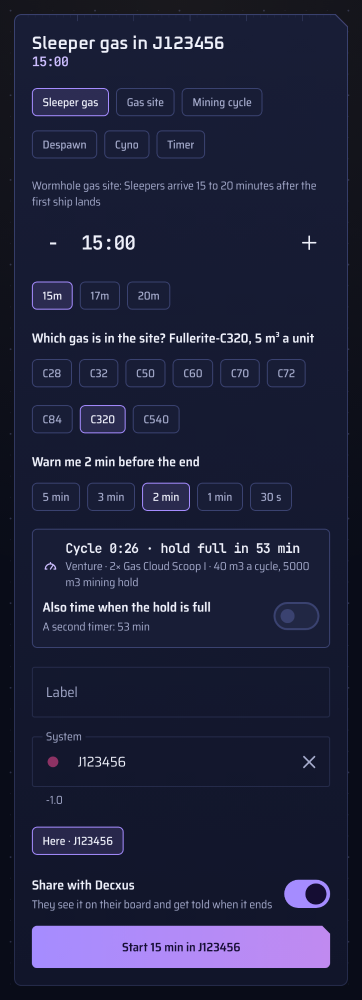 Sleeper gas in J123456
15:00
Sleeper gas Gas site Mining cycle
Despawn Cyno Timer
Wormhole gas site: Sleepers arrive 15 to 20 minutes after the
first ship lands
- 15:00 +
15m 17m 20m
Which gas is in the site? Fullerite-C320, 5 m³ a unit
C28 C32 C50 C60 C70 C72
C84 C320 C540
Warn me 2 min before the end
5 min 3 min 2 min 1 min 30 s
Cycle 0:26 · hold full in 53 min
Venture · 2× Gas Cloud Scoop I · 40 m3 a cycle, 5000
m3 mining hold
Also time when the hold is full
A second timer: 53 min
Label
System
J123456
-1.0
Here · J123456
Share with Decxus
They see it on their board and get told when it ends
Start 15 min in J123456